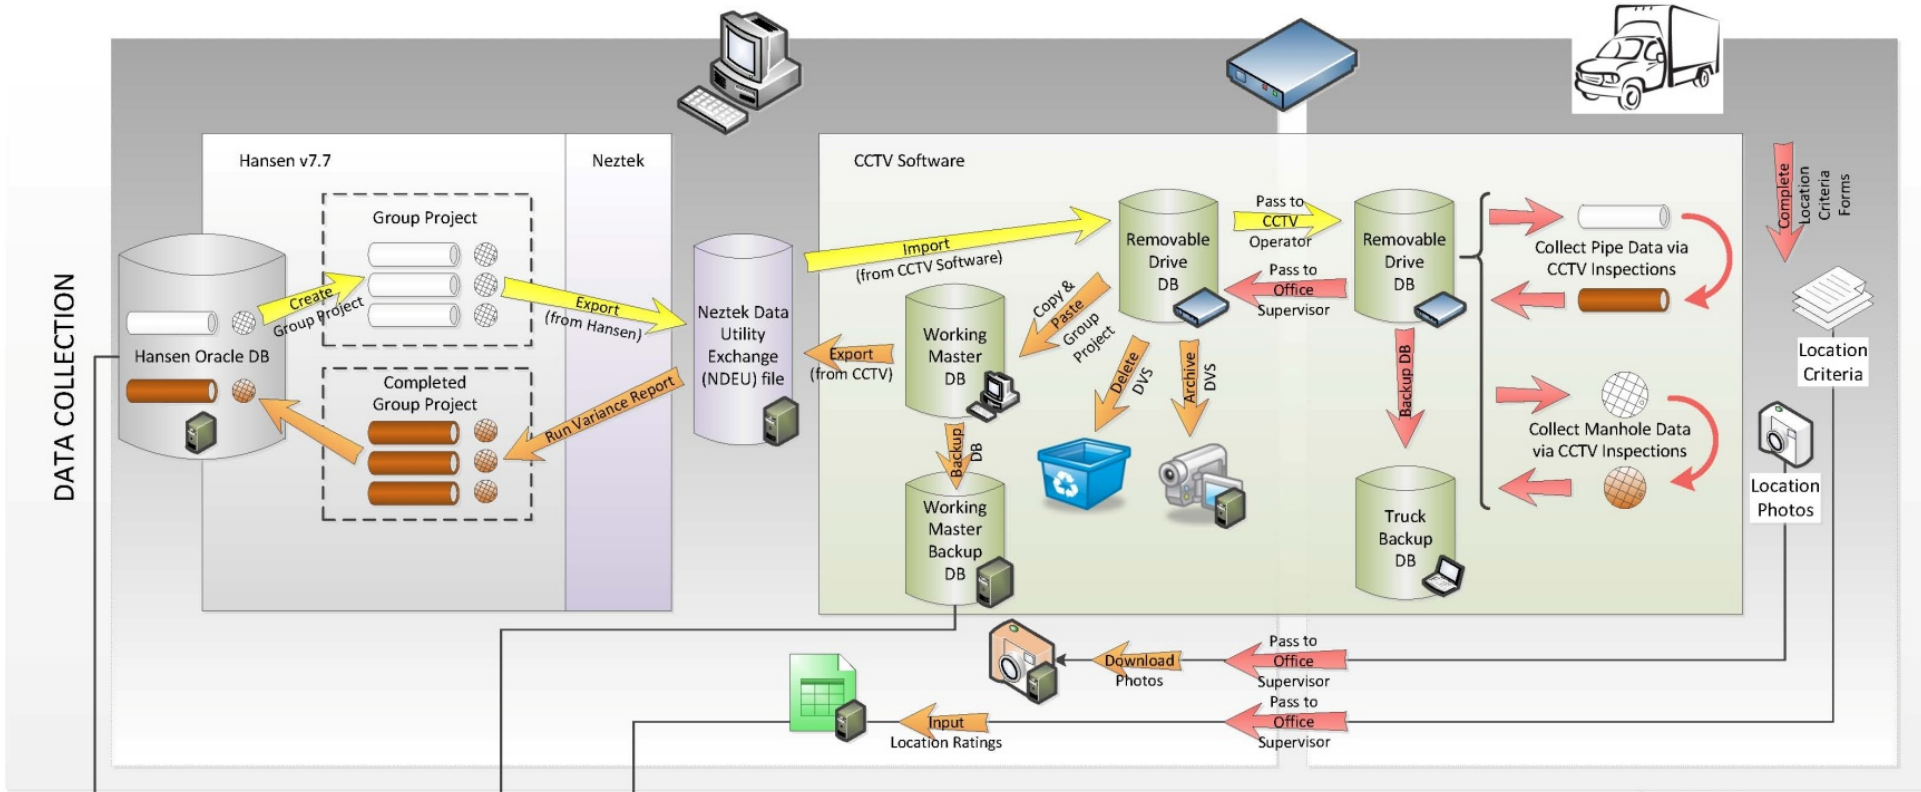 DATA COLLECTION
Hansen v7.7
Neztek
CCTV Software
Group Project
Create
Group Project
Export
(from Hansen)
Hansen Oracle DB
Completed
Group Project
Run Variance Report
Neztek Data
Utility
Exchange
(NDEU) file
Import
(from CCTV Software)
Export
(from CCTV)
Working
Master
DB
Backup
DB
Working
Master
Backup
DB
Copy &
Paste
Group
Project
Removable
Drive
DB
Delete
DVS
Archive
DVS
Pass to
CCTV
Operator
Pass to
Office
Supervisor
Removable
Drive
DB
Backup DB
Truck
Backup
DB
Collect Pipe Data via
CCTV Inspections
Collect Manhole Data
via CCTV Inspections
Complete
Location
Criteria
Forms
Location
Criteria
Location
Photos
Download
Photos
Pass to
Office
Supervisor
Input
Location Ratings
Pass to
Office
Supervisor